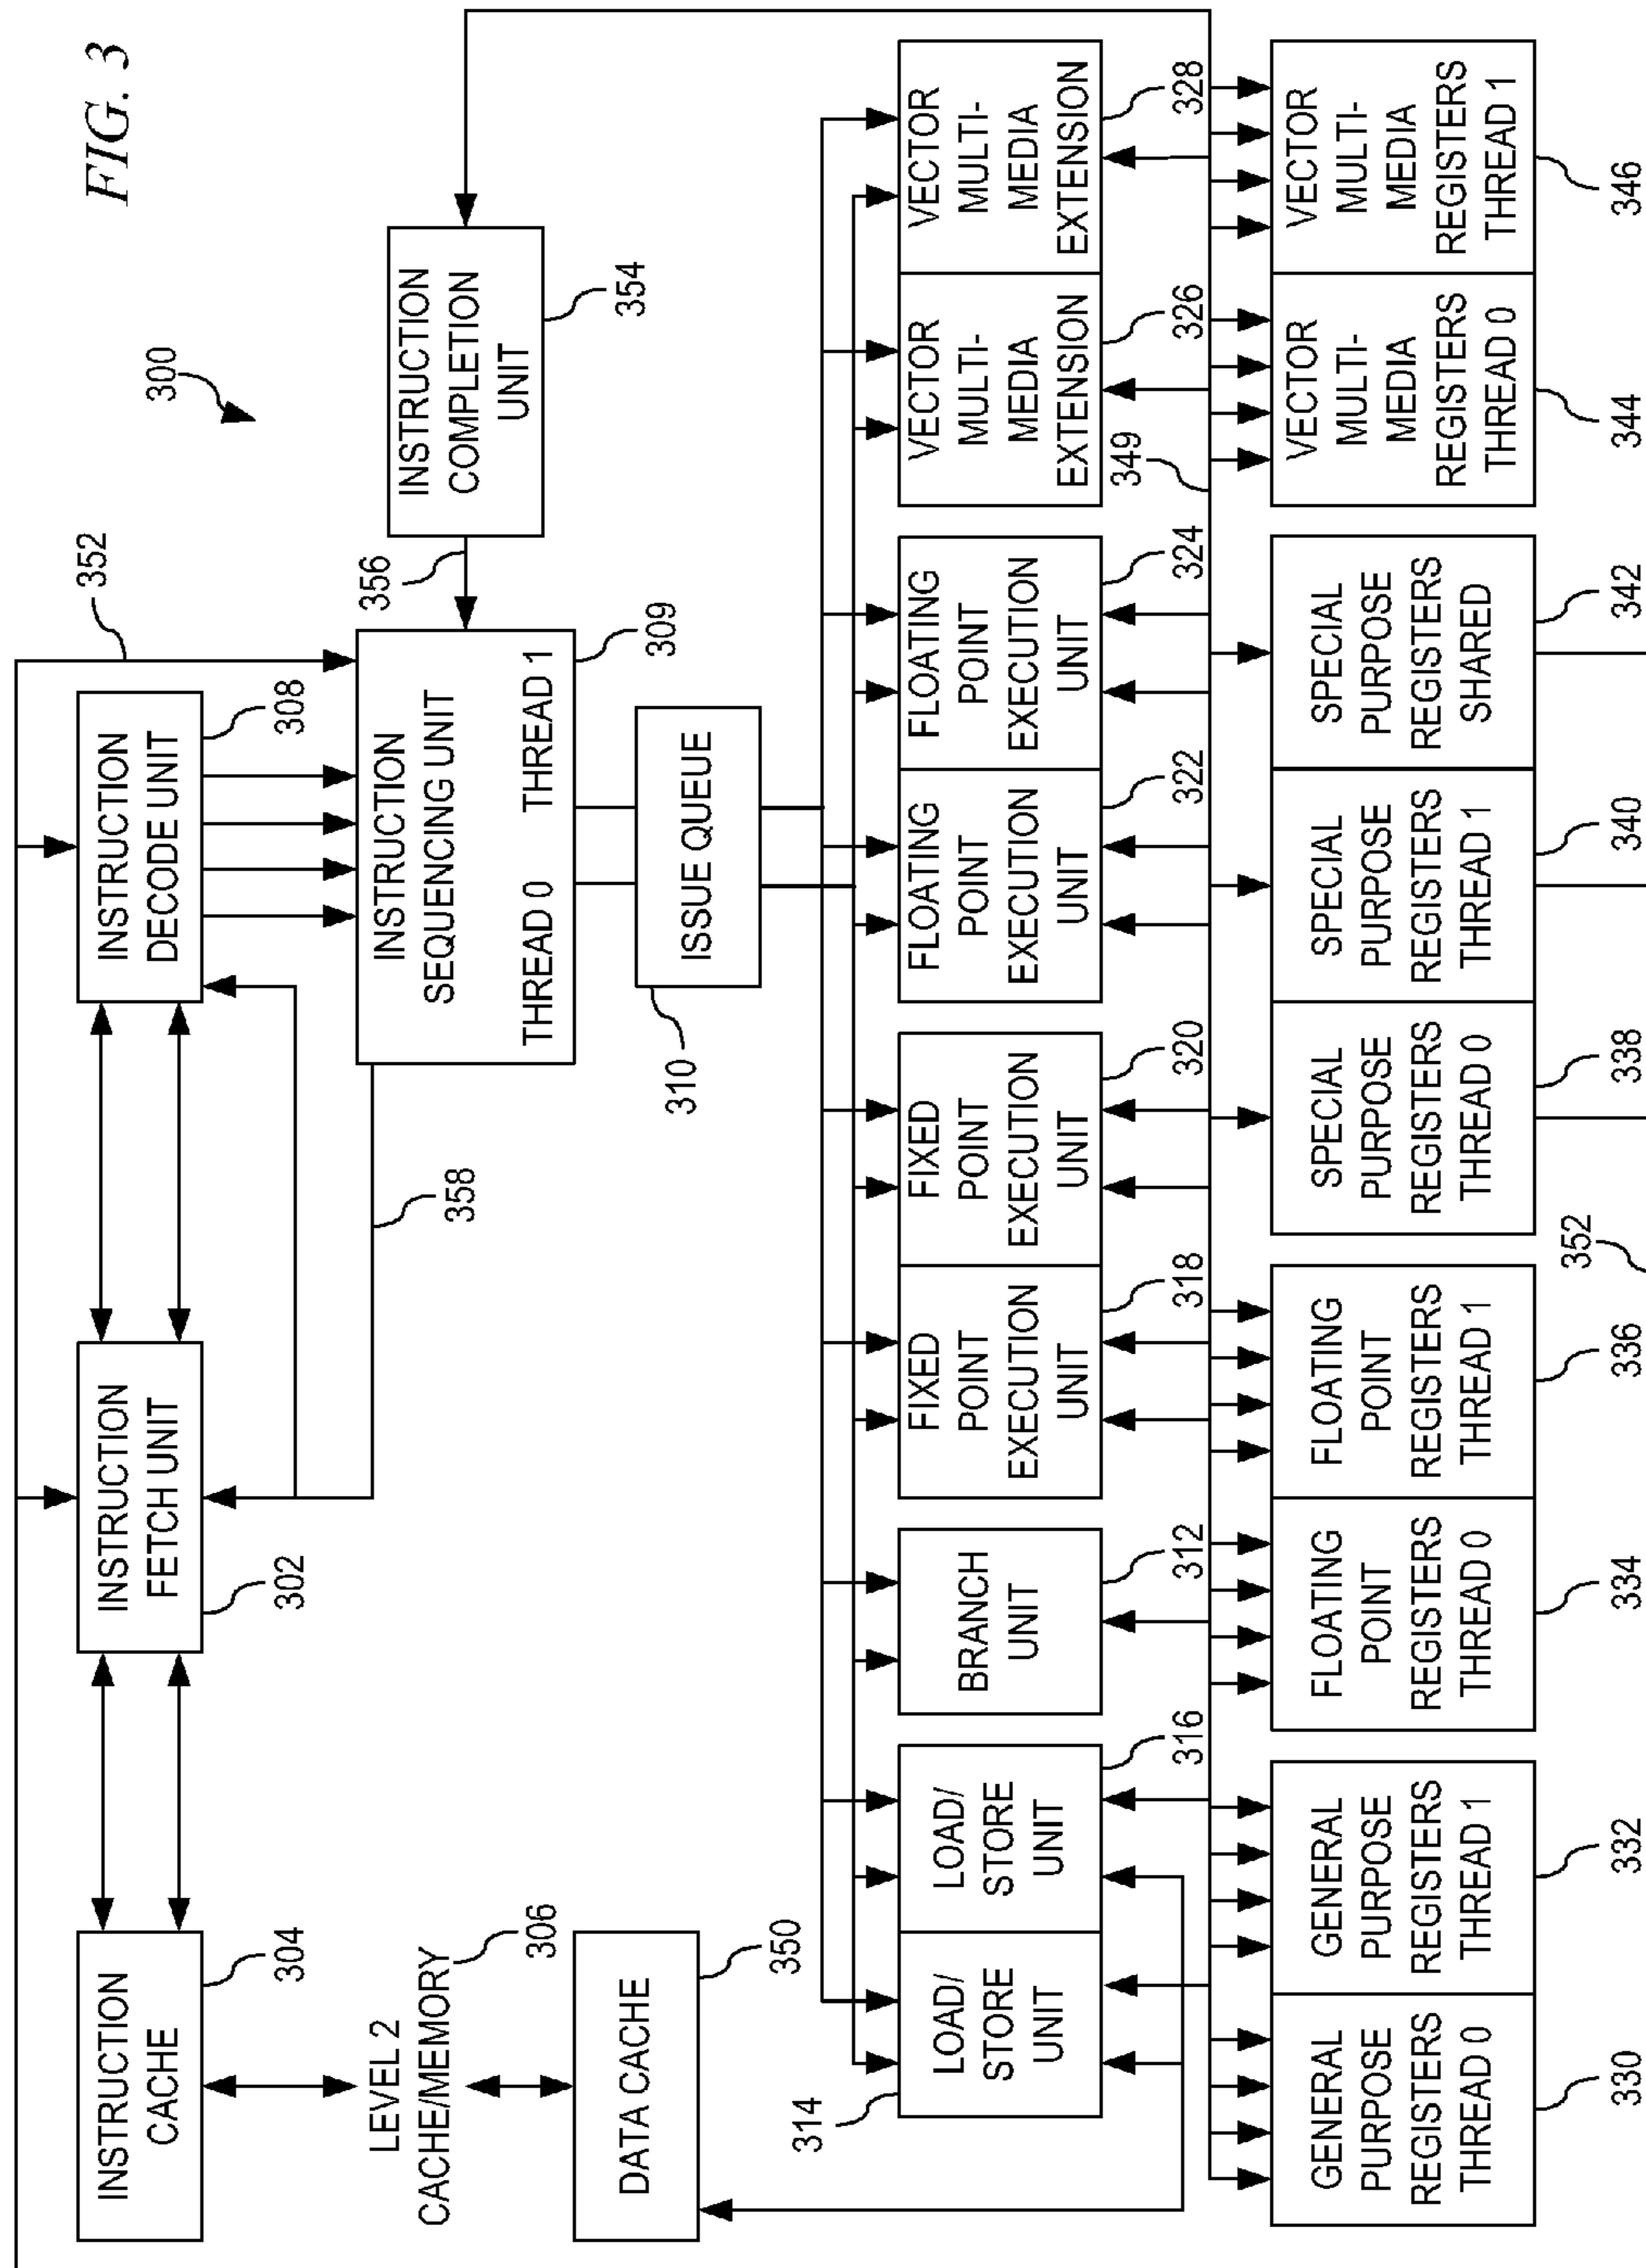 FIG. 3
300
352
INSTRUCTION
CACHE
304
INSTRUCTION
FETCH UNIT
302
INSTRUCTION
DECODE UNIT
308
LEVEL 2
CACHE/MEMORY
306
358
INSTRUCTION
SEQUENCING UNIT
THREAD 0
THREAD 1
309
356
INSTRUCTION
COMPLETION
UNIT
354
DATA CACHE
350
310
ISSUE QUEUE
314
LOAD/
STORE
UNIT
LOAD/
STORE
UNIT
316
BRANCH
UNIT
312
FIXED
POINT
EXECUTION
UNIT
318
FIXED
POINT
EXECUTION
UNIT
320
FLOATING
POINT
EXECUTION
UNIT
322
FLOATING
POINT
EXECUTION
UNIT
324
VECTOR
MULTI-
MEDIA
EXTENSION
326
VECTOR
MULTI-
MEDIA
EXTENSION
328
349
GENERAL
PURPOSE
REGISTERS
THREAD 0
330
GENERAL
PURPOSE
REGISTERS
THREAD 1
332
FLOATING
POINT
REGISTERS
THREAD 0
334
FLOATING
POINT
REGISTERS
THREAD 1
336
352
SPECIAL
PURPOSE
REGISTERS
THREAD 0
338
SPECIAL
PURPOSE
REGISTERS
THREAD 1
340
SPECIAL
PURPOSE
REGISTERS
SHARED
342
VECTOR
MULTI-
MEDIA
REGISTERS
THREAD 0
344
VECTOR
MULTI-
MEDIA
REGISTERS
THREAD 1
346